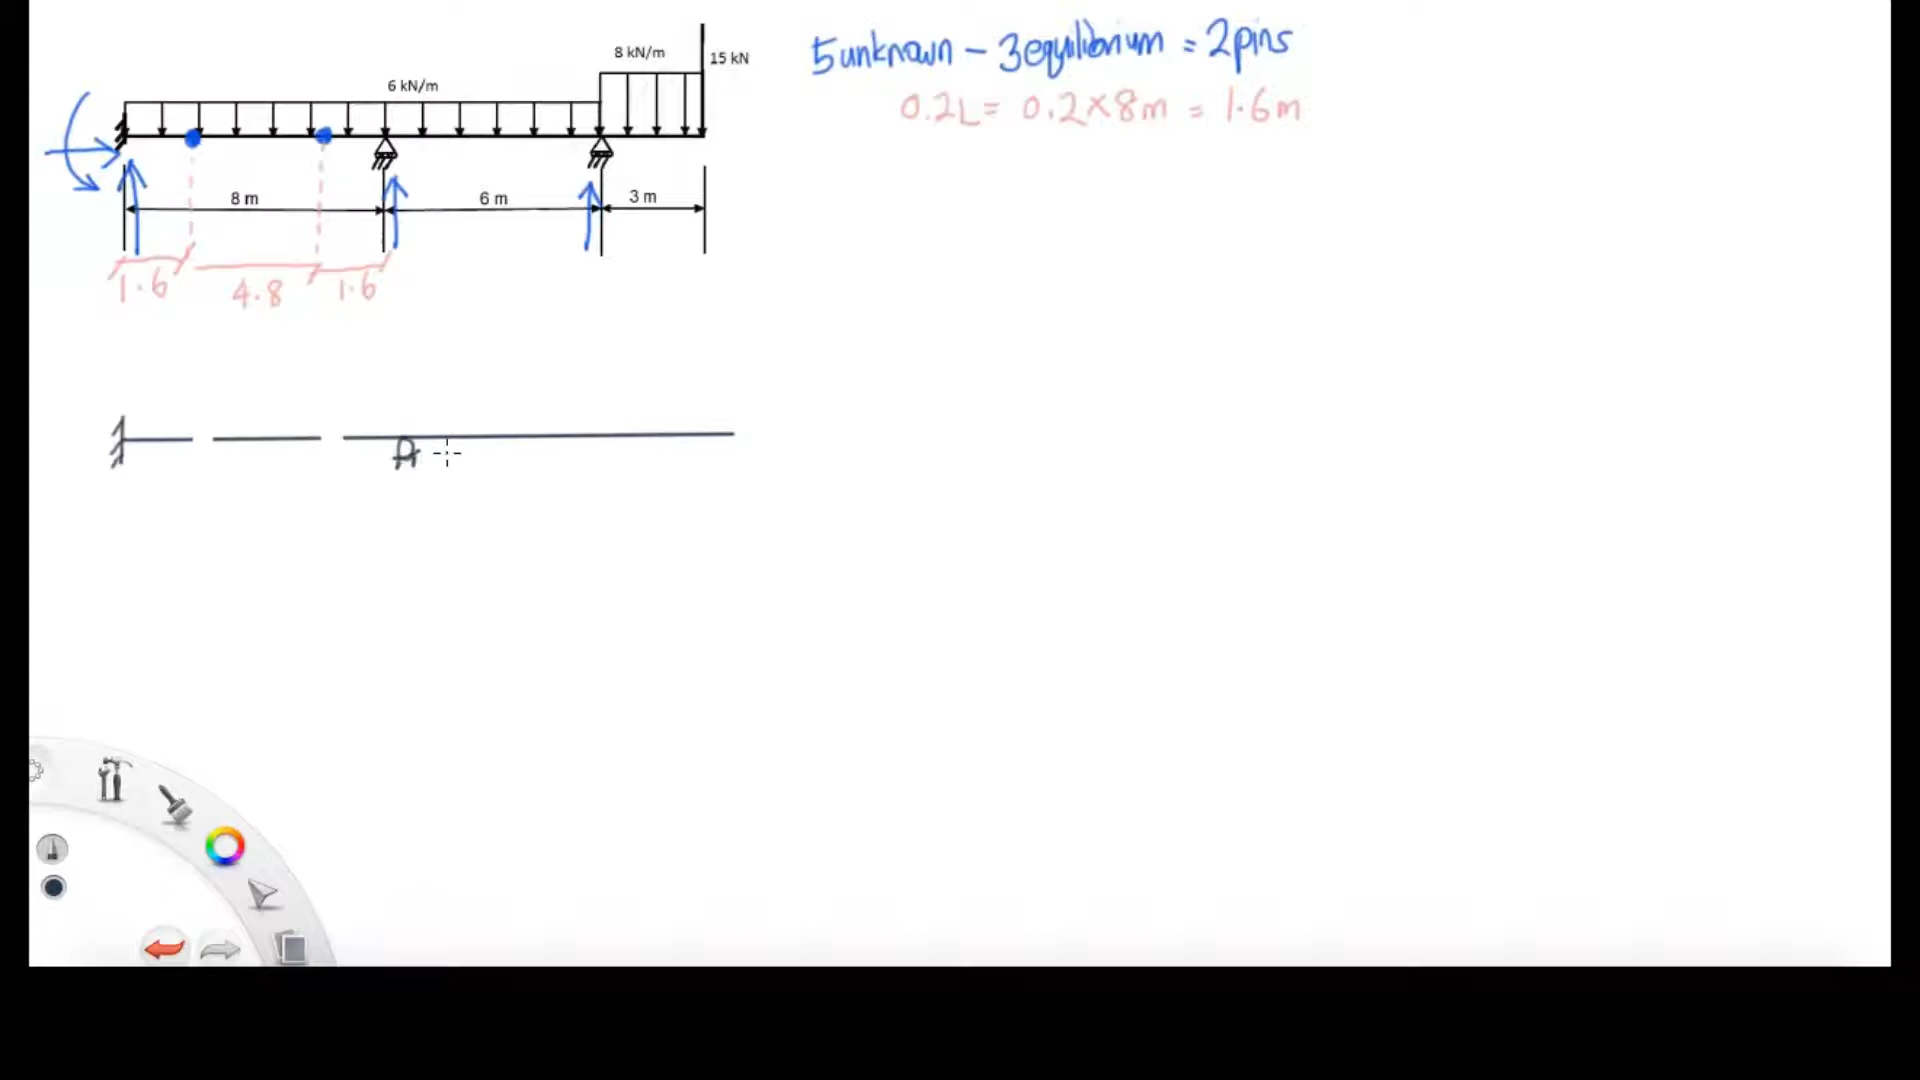 5unknown - 3equilibrium = 2pins
0.2L = 0.2×8m = 1.6m
8 kN/m
15 kN
6 kN/m
8 m
6 m
3 m
1.6
4.8
1.6